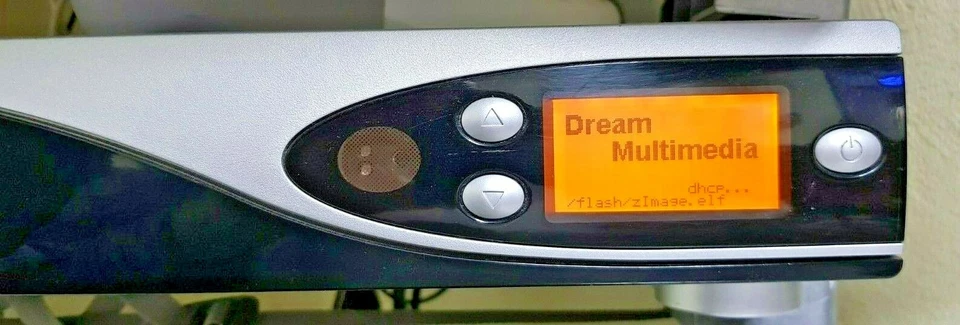 Dream
Multimedia
dhcp...
/flash/zImage.elf